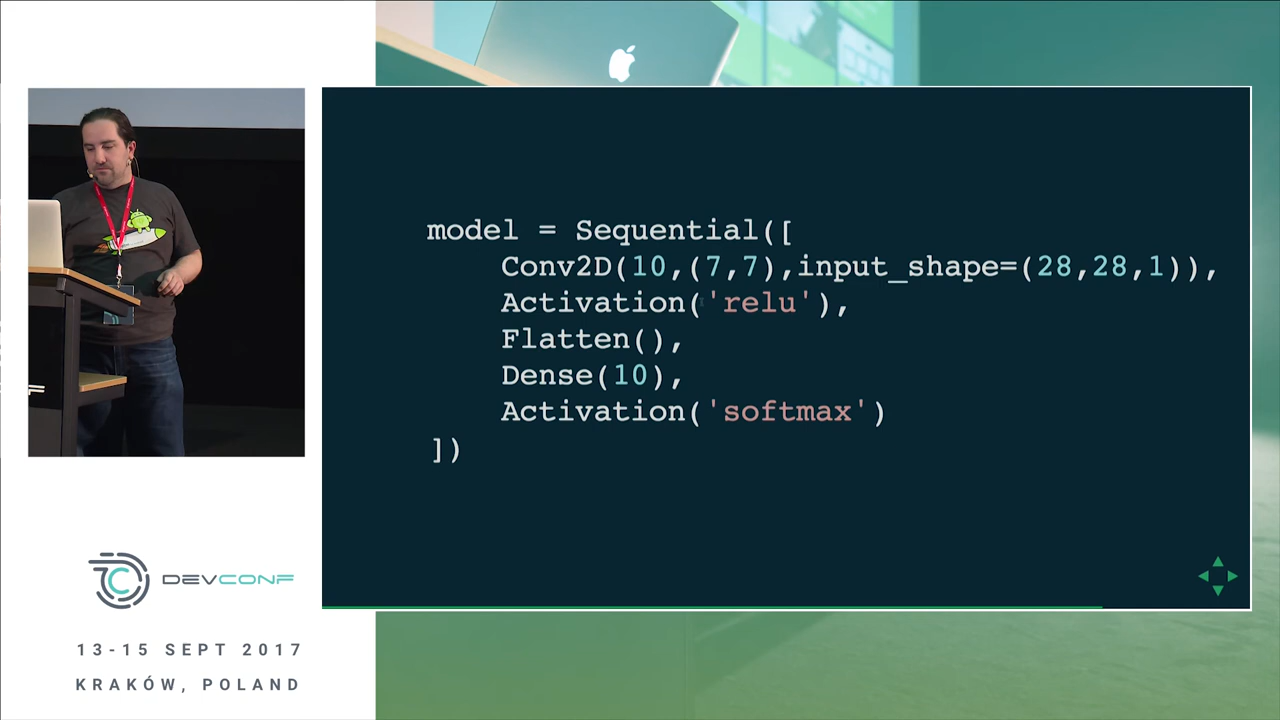 model = Sequential([
    Conv2D(10,(7,7),input_shape=(28,28,1)),
    Activation('relu'),
    Flatten(),
    Dense(10),
    Activation('softmax')
])
DEVCONF
13-15 SEPT 2017
KRAKÓW, POLAND